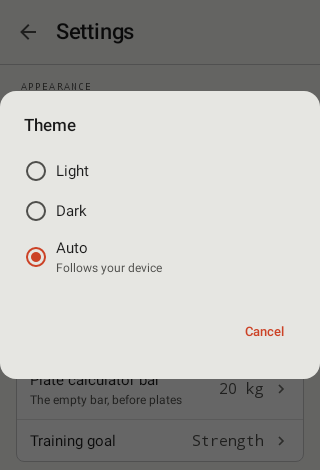 Settings
APPEARANCE
Theme
Light
Dark
Auto
Follows your device
Cancel
Plate calculator bar
20 kg
The empty bar, before plates
Training goal
Strength